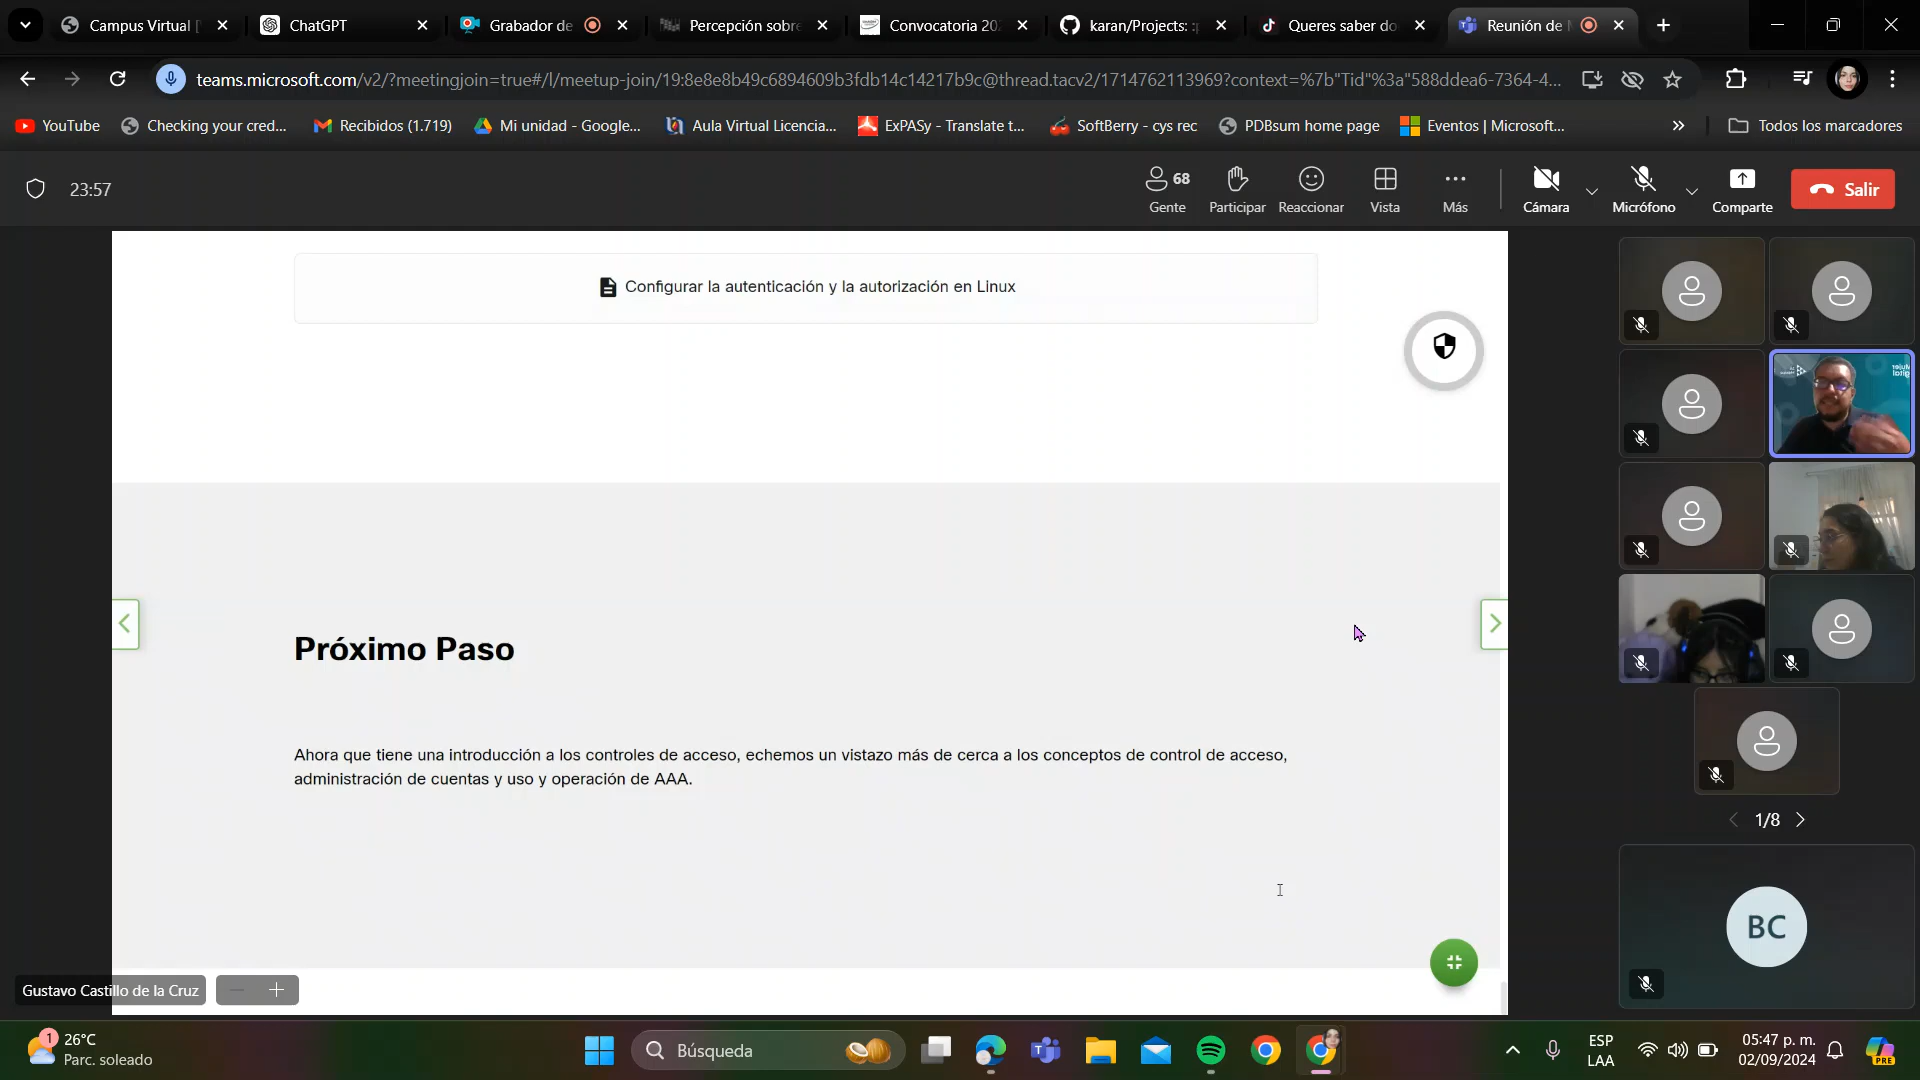 Campus Virtual [
ChatGPT
Grabador de
Percepción sobre
Convocatoria 202
karan/Projects: :p
Queres saber do
Reunión de
teams.microsoft.com/v2/?meetingjoin=true#/l/meetup-join/19:8e8e8b49c6894609b3fdb14c14217b9c@thread.tacv2/1714762113969?context=%7b"Tid"%3a"588ddea6-7364-4...
YouTube
Checking your cred...
Recibidos (1.719)
Mi unidad - Google...
Aula Virtual Licencia...
ExPASy - Translate t...
SoftBerry - cys rec
PDBsum home page
Eventos | Microsoft...
»
Todos los marcadores
23:57
68
Gente
Participar
Reaccionar
Vista
Más
Cámara
Micrófono
Comparte
Salir
Configurar la autenticación y la autorización en Linux
Próximo Paso
Ahora que tiene una introducción a los controles de acceso, echemos un vistazo más de cerca a los conceptos de control de acceso,
administración de cuentas y uso y operación de AAA.
1/8
BC
Gustavo Castillo de la Cruz
1
26°C
Parc. soleado
Búsqueda
ESP
LAA
05:47 p. m.
02/09/2024
PRE